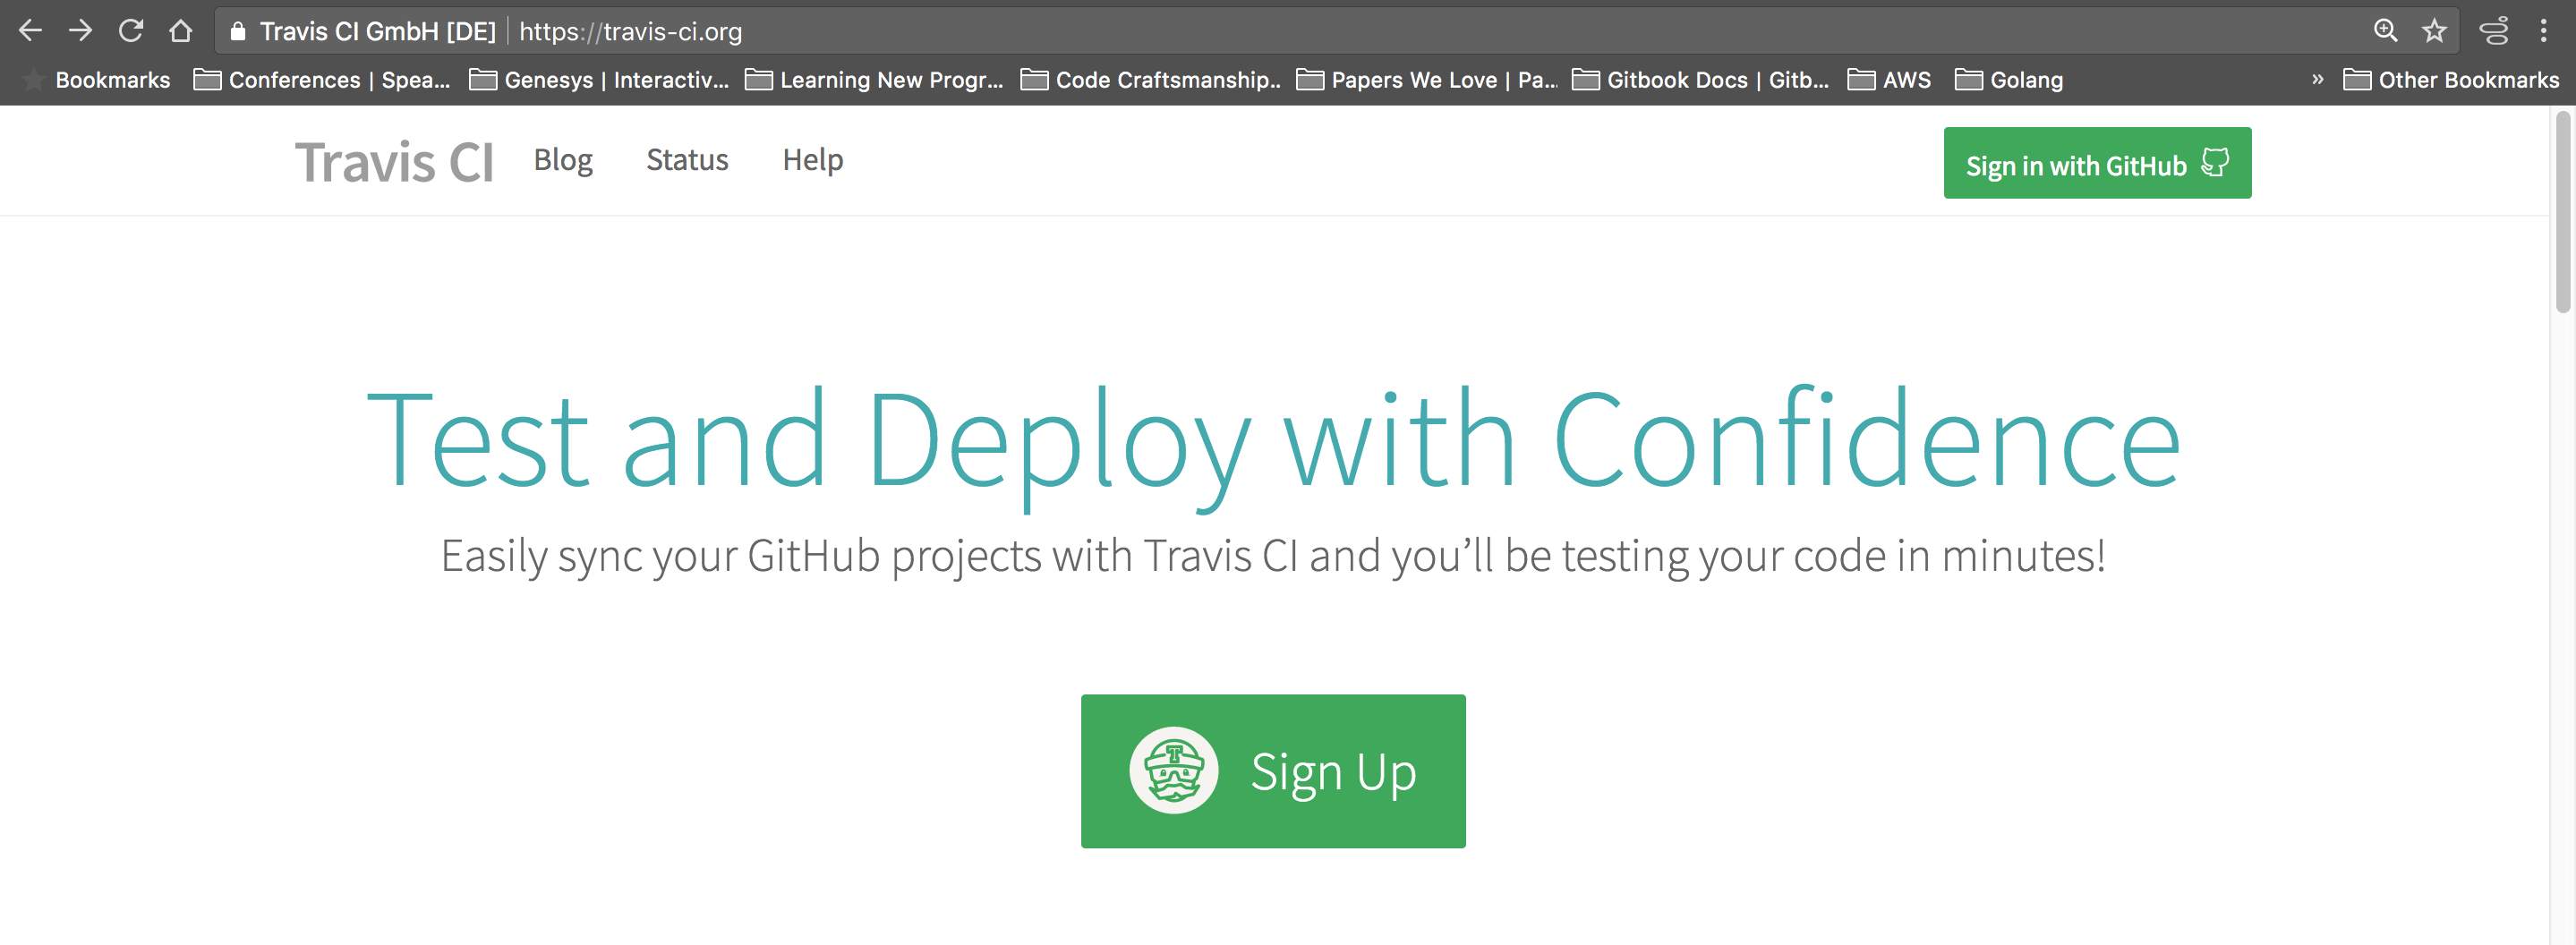 Travis CI GmbH [DE] https://travis-ci.org
Bookmarks Conferences | Spea... Genesys | Interactiv... Learning New Progr... Code Craftsmanship... Papers We Love | Pa... Gitbook Docs | Gitb... AWS Golang » Other Bookmarks
Travis CI Blog Status Help Sign in with GitHub
Test and Deploy with Confidence
Easily sync your GitHub projects with Travis CI and you’ll be testing your code in minutes!
T Sign Up